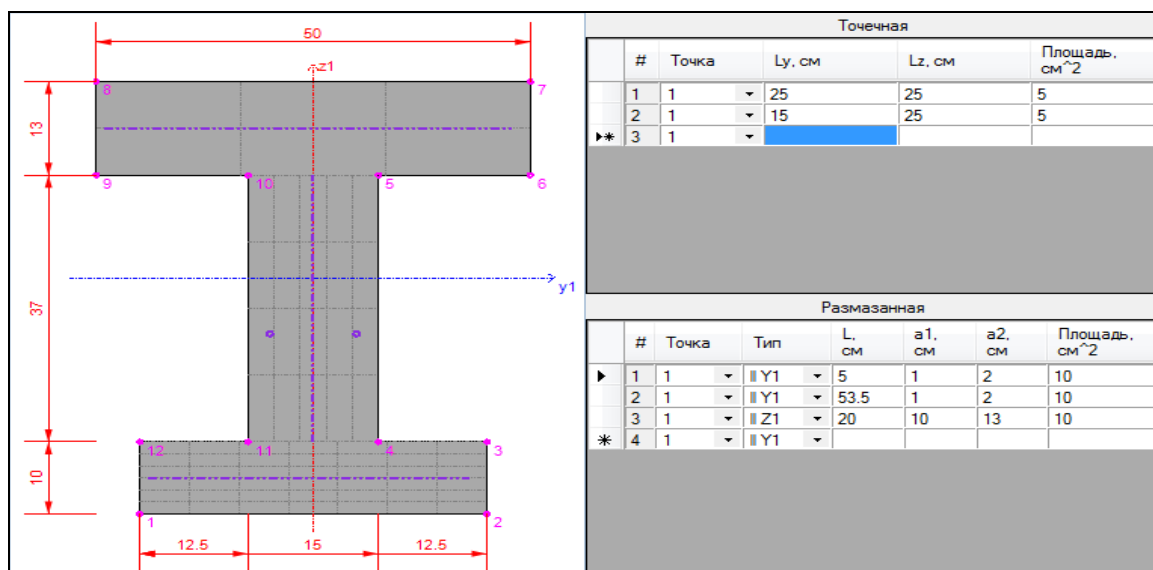 50
z1
8
7
13
9
10
5
6
y1
37
12
11
4
3
10
1
2
12.5
15
12.5
Точечная
# Точка Ly, см Lz, см Площадь, см^2
1 1 25 25 5
2 1 15 25 5
3 1
Размазанная
# Точка Тип L, см a1, см a2, см Площадь, см^2
1 1 Y1 5 1 2 10
2 1 Y1 53.5 1 2 10
3 1 Z1 20 10 13 10
4 1 Y1